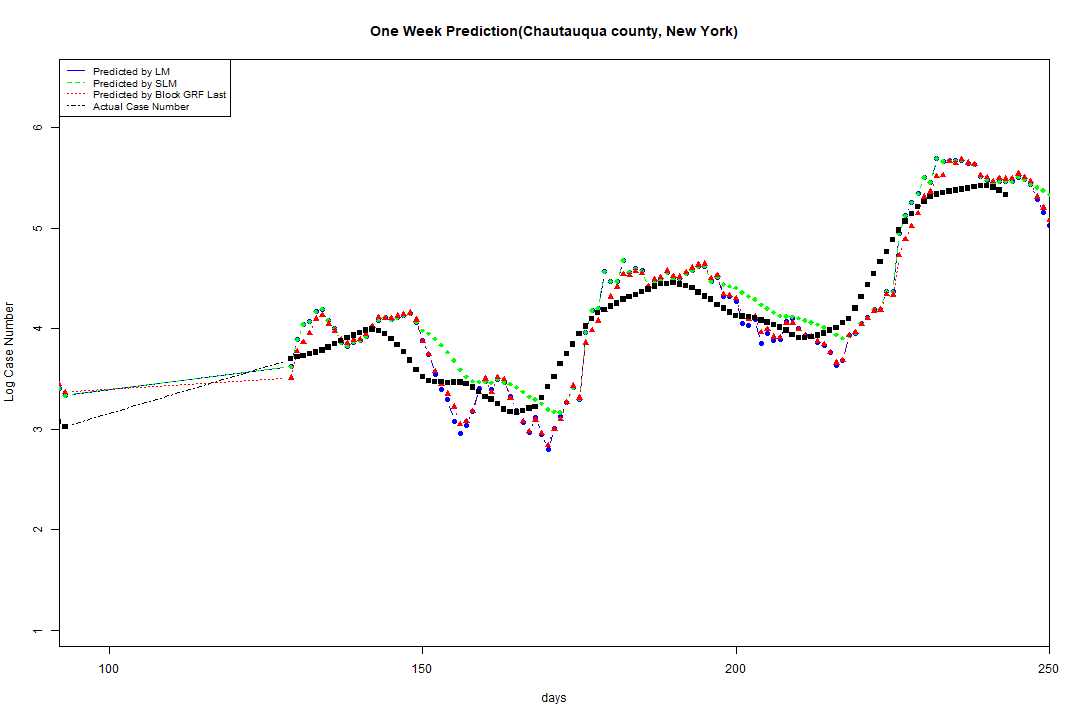 One Week Prediction(Chautauqua county, New York)
Predicted by LM
Predicted by SLM
Predicted by Block GRF Last
Actual Case Number
Log Case Number
6
5
4
3
2
1
100 150 200 250
days